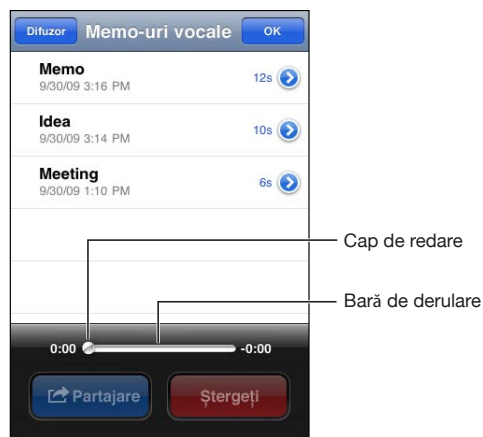 Difuzor Memo-uri vocale OK
Memo
9/30/09 3:16 PM
12s
Idea
9/30/09 3:14 PM
10s
Meeting
9/30/09 1:10 PM
6s
Cap de redare
Bară de derulare
0:00 -0:00
Partajare Ștergeți